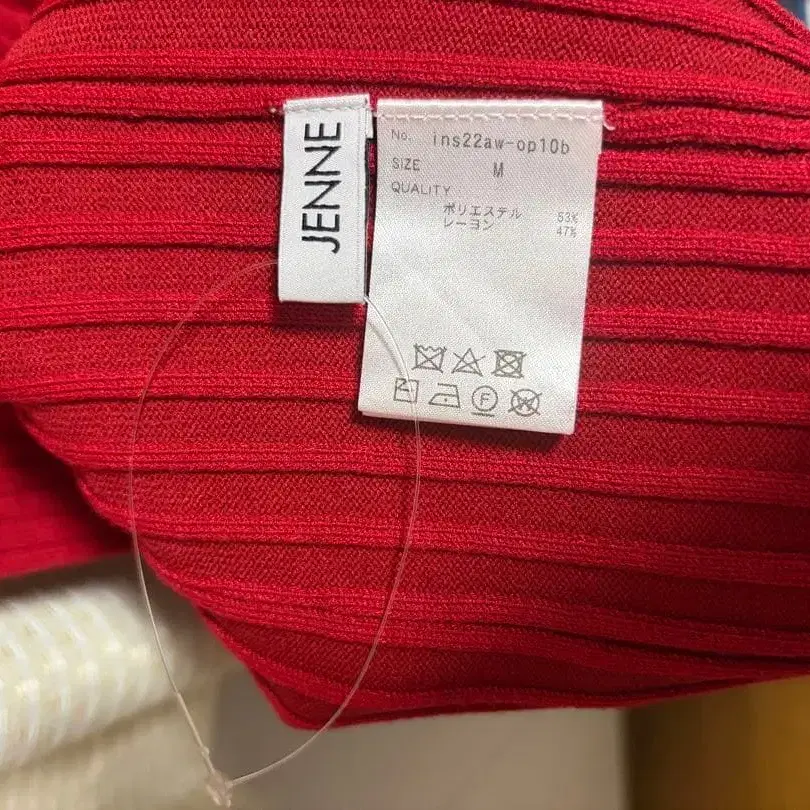 JENNE
No. ins22aw-op10b
SIZE M
QUALITY
ポリエステル 53%
レーヨン 47%
F
W